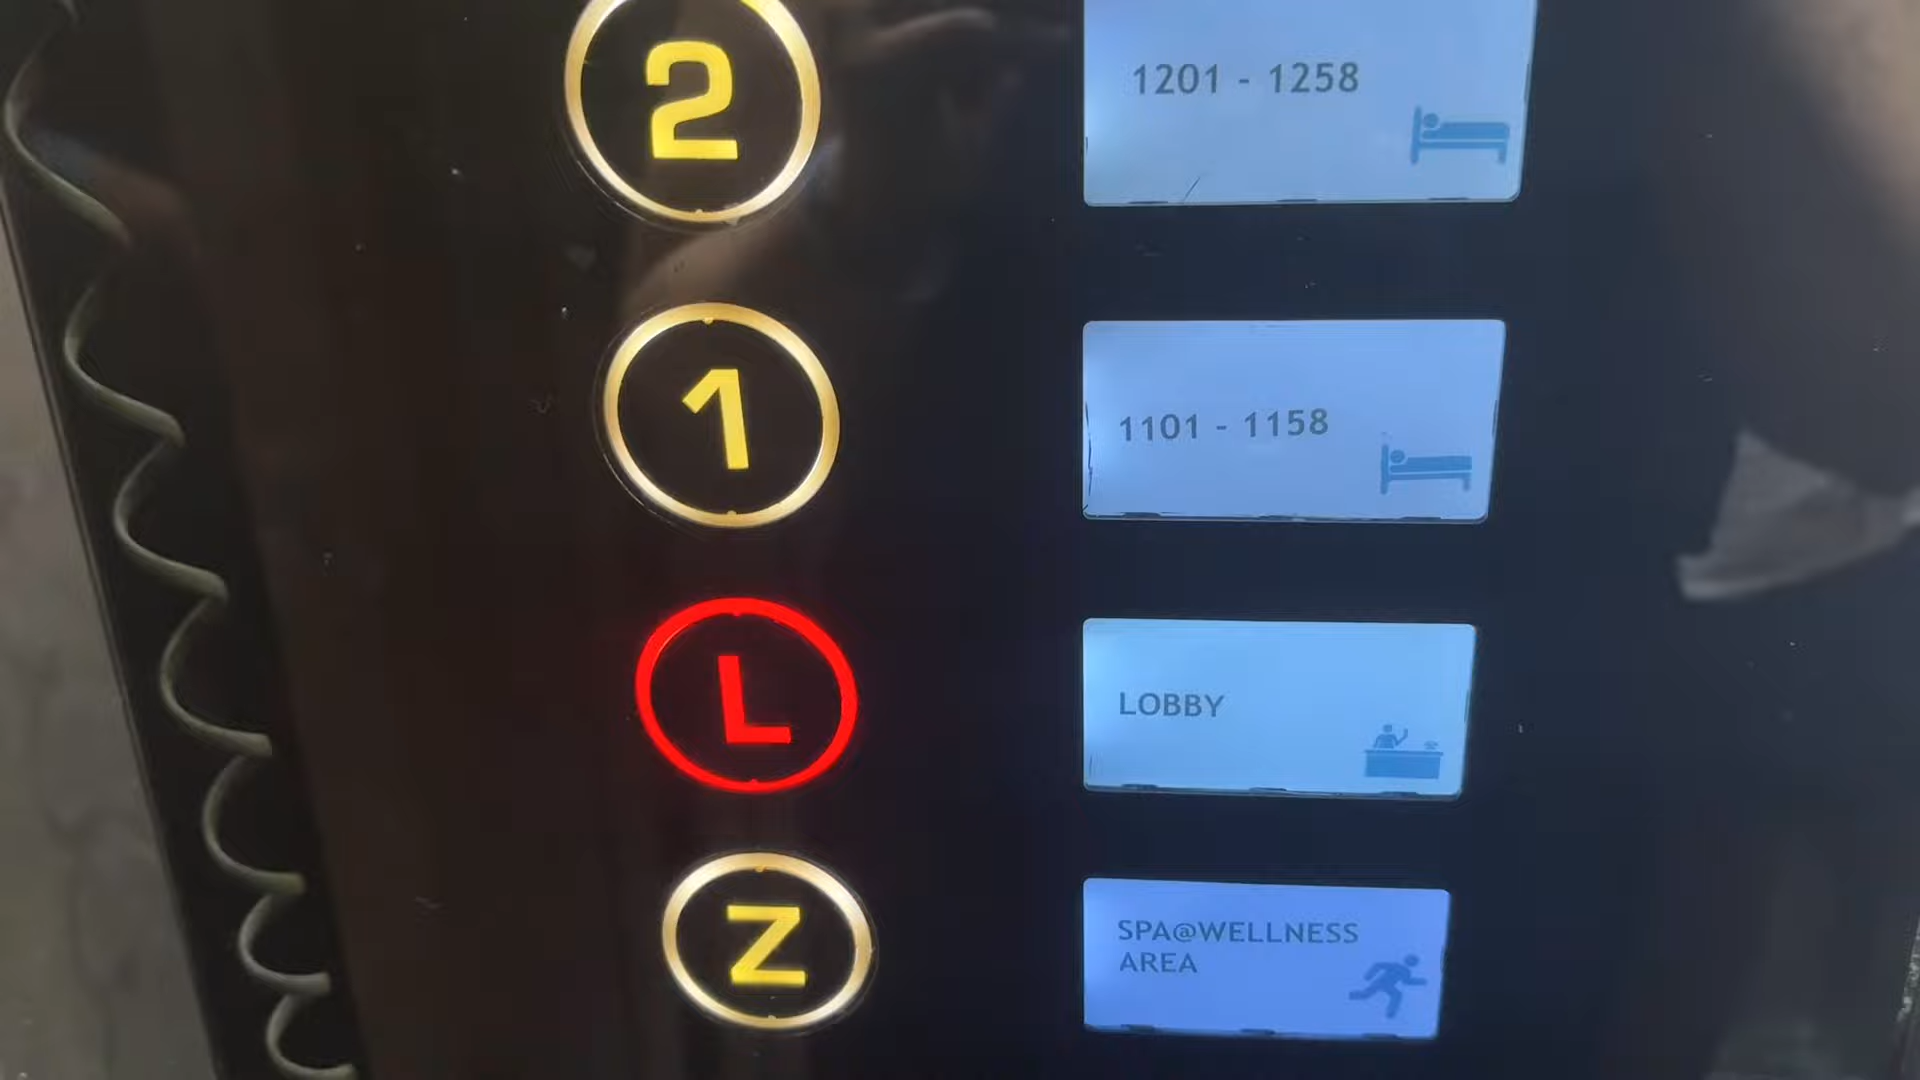 2
1201 - 1258
1
1101 - 1158
L
LOBBY
Z
SPA@WELLNESS
AREA